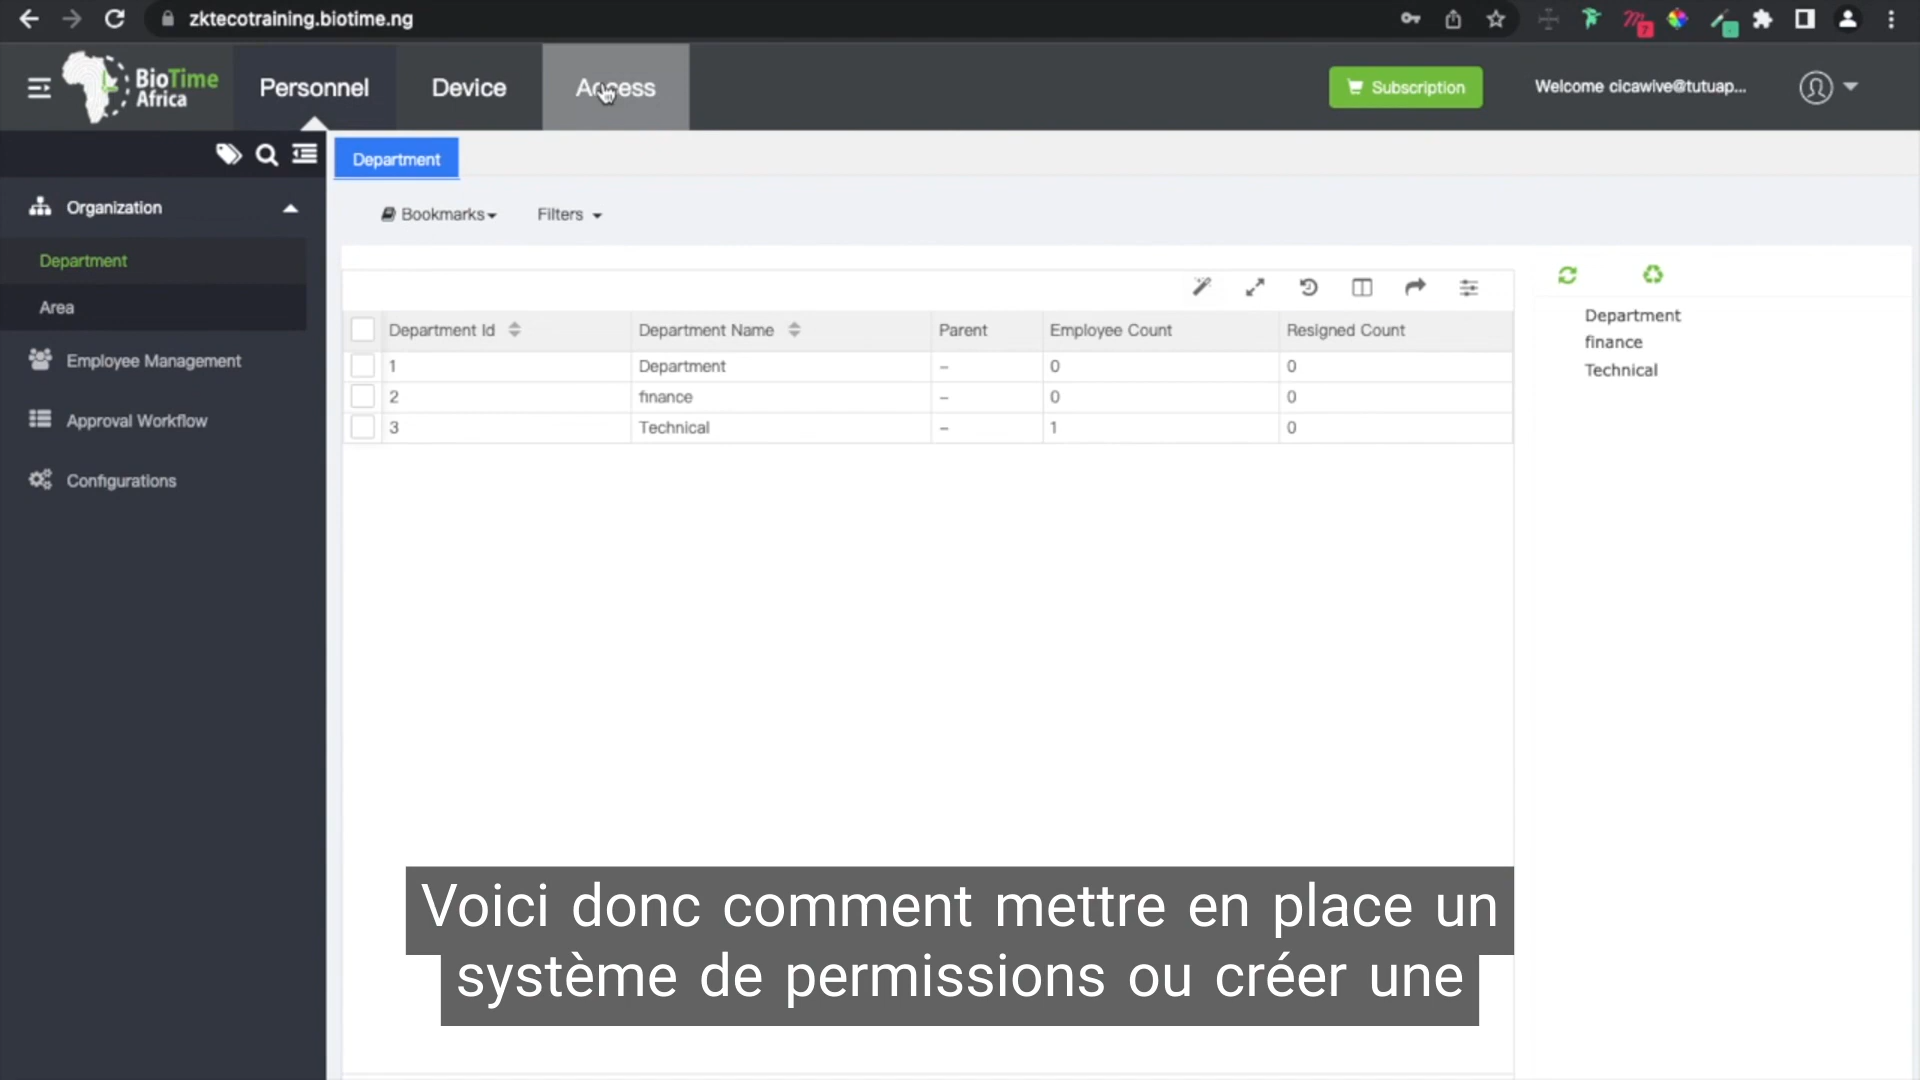 zktecotraining.biotime.ng
7
BioTime
Africa
Personnel
Device
Access
Subscription
Welcome cicawive@tutuap...
Organization
Department
Area
Employee Management
Approval Workflow
Configurations
Department
Bookmarks
Filters
Department Id
Department Name
Parent
Employee Count
Resigned Count
1 Department – 0 0
2 finance – 0 0
3 Technical – 1 0
Department
finance
Technical
Voici donc comment mettre en place un
système de permissions ou créer une